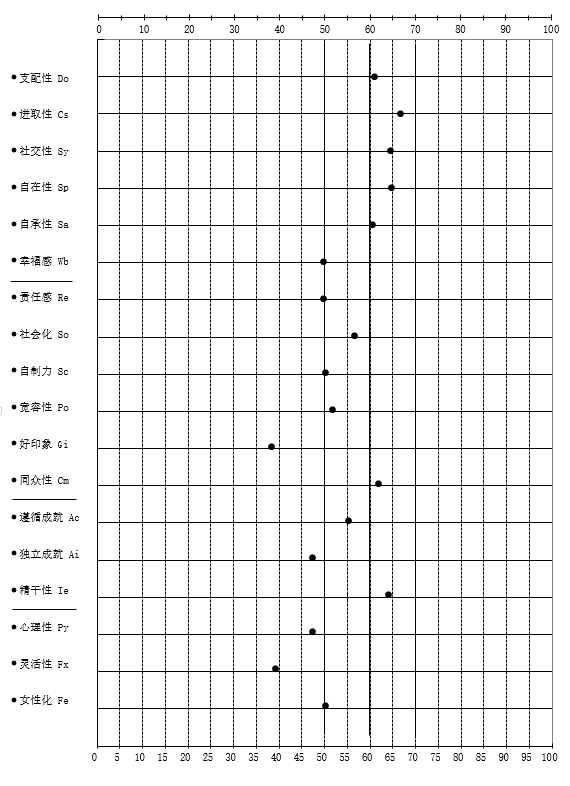 0 10 20 30 40 50 60 70 80 90 100
● 支配性 Do
● 进取性 Cs
● 社交性 Sy
● 自在性 Sp
● 自承性 Sa
● 幸福感 Wb
● 责任感 Re
● 社会化 So
● 自制力 Sc
● 宽容性 Po
● 好印象 Gi
● 同众性 Cm
● 遵循成就 Ac
● 独立成就 Ai
● 精干性 Ie
● 心理性 Py
● 灵活性 Fx
● 女性化 Fe
0 5 10 15 20 25 30 35 40 45 50 55 60 65 70 75 80 85 90 95 100